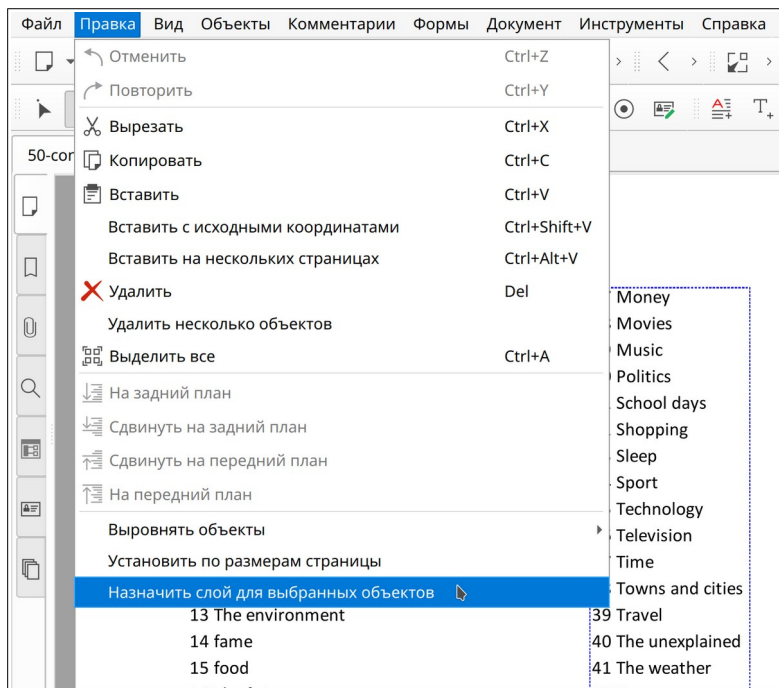 Файл Правка Вид Объекты Комментарии Формы Документ Инструменты Справка
Отменить Ctrl+Z
Повторить Ctrl+Y
Вырезать Ctrl+X
Копировать Ctrl+C
Вставить Ctrl+V
Вставить с исходными координатами Ctrl+Shift+V
Вставить на нескольких страницах Ctrl+Alt+V
Удалить Del
Удалить несколько объектов
Выделить все Ctrl+A
На задний план
Сдвинуть на задний план
Сдвинуть на передний план
На передний план
Выровнять объекты
Установить по размерам страницы
Назначить слой для выбранных объектов
50-con
Money
Movies
Music
Politics
School days
Shopping
Sleep
Sport
Technology
Television
Time
Towns and cities
13 The environment
14 fame
15 food
39 Travel
40 The unexplained
41 The weather